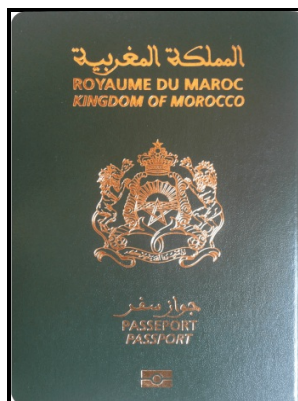 المملكة المغربية
ROYAUME DU MAROC
KINGDOM OF MOROCCO
جواز سفر
PASSEPORT
PASSPORT